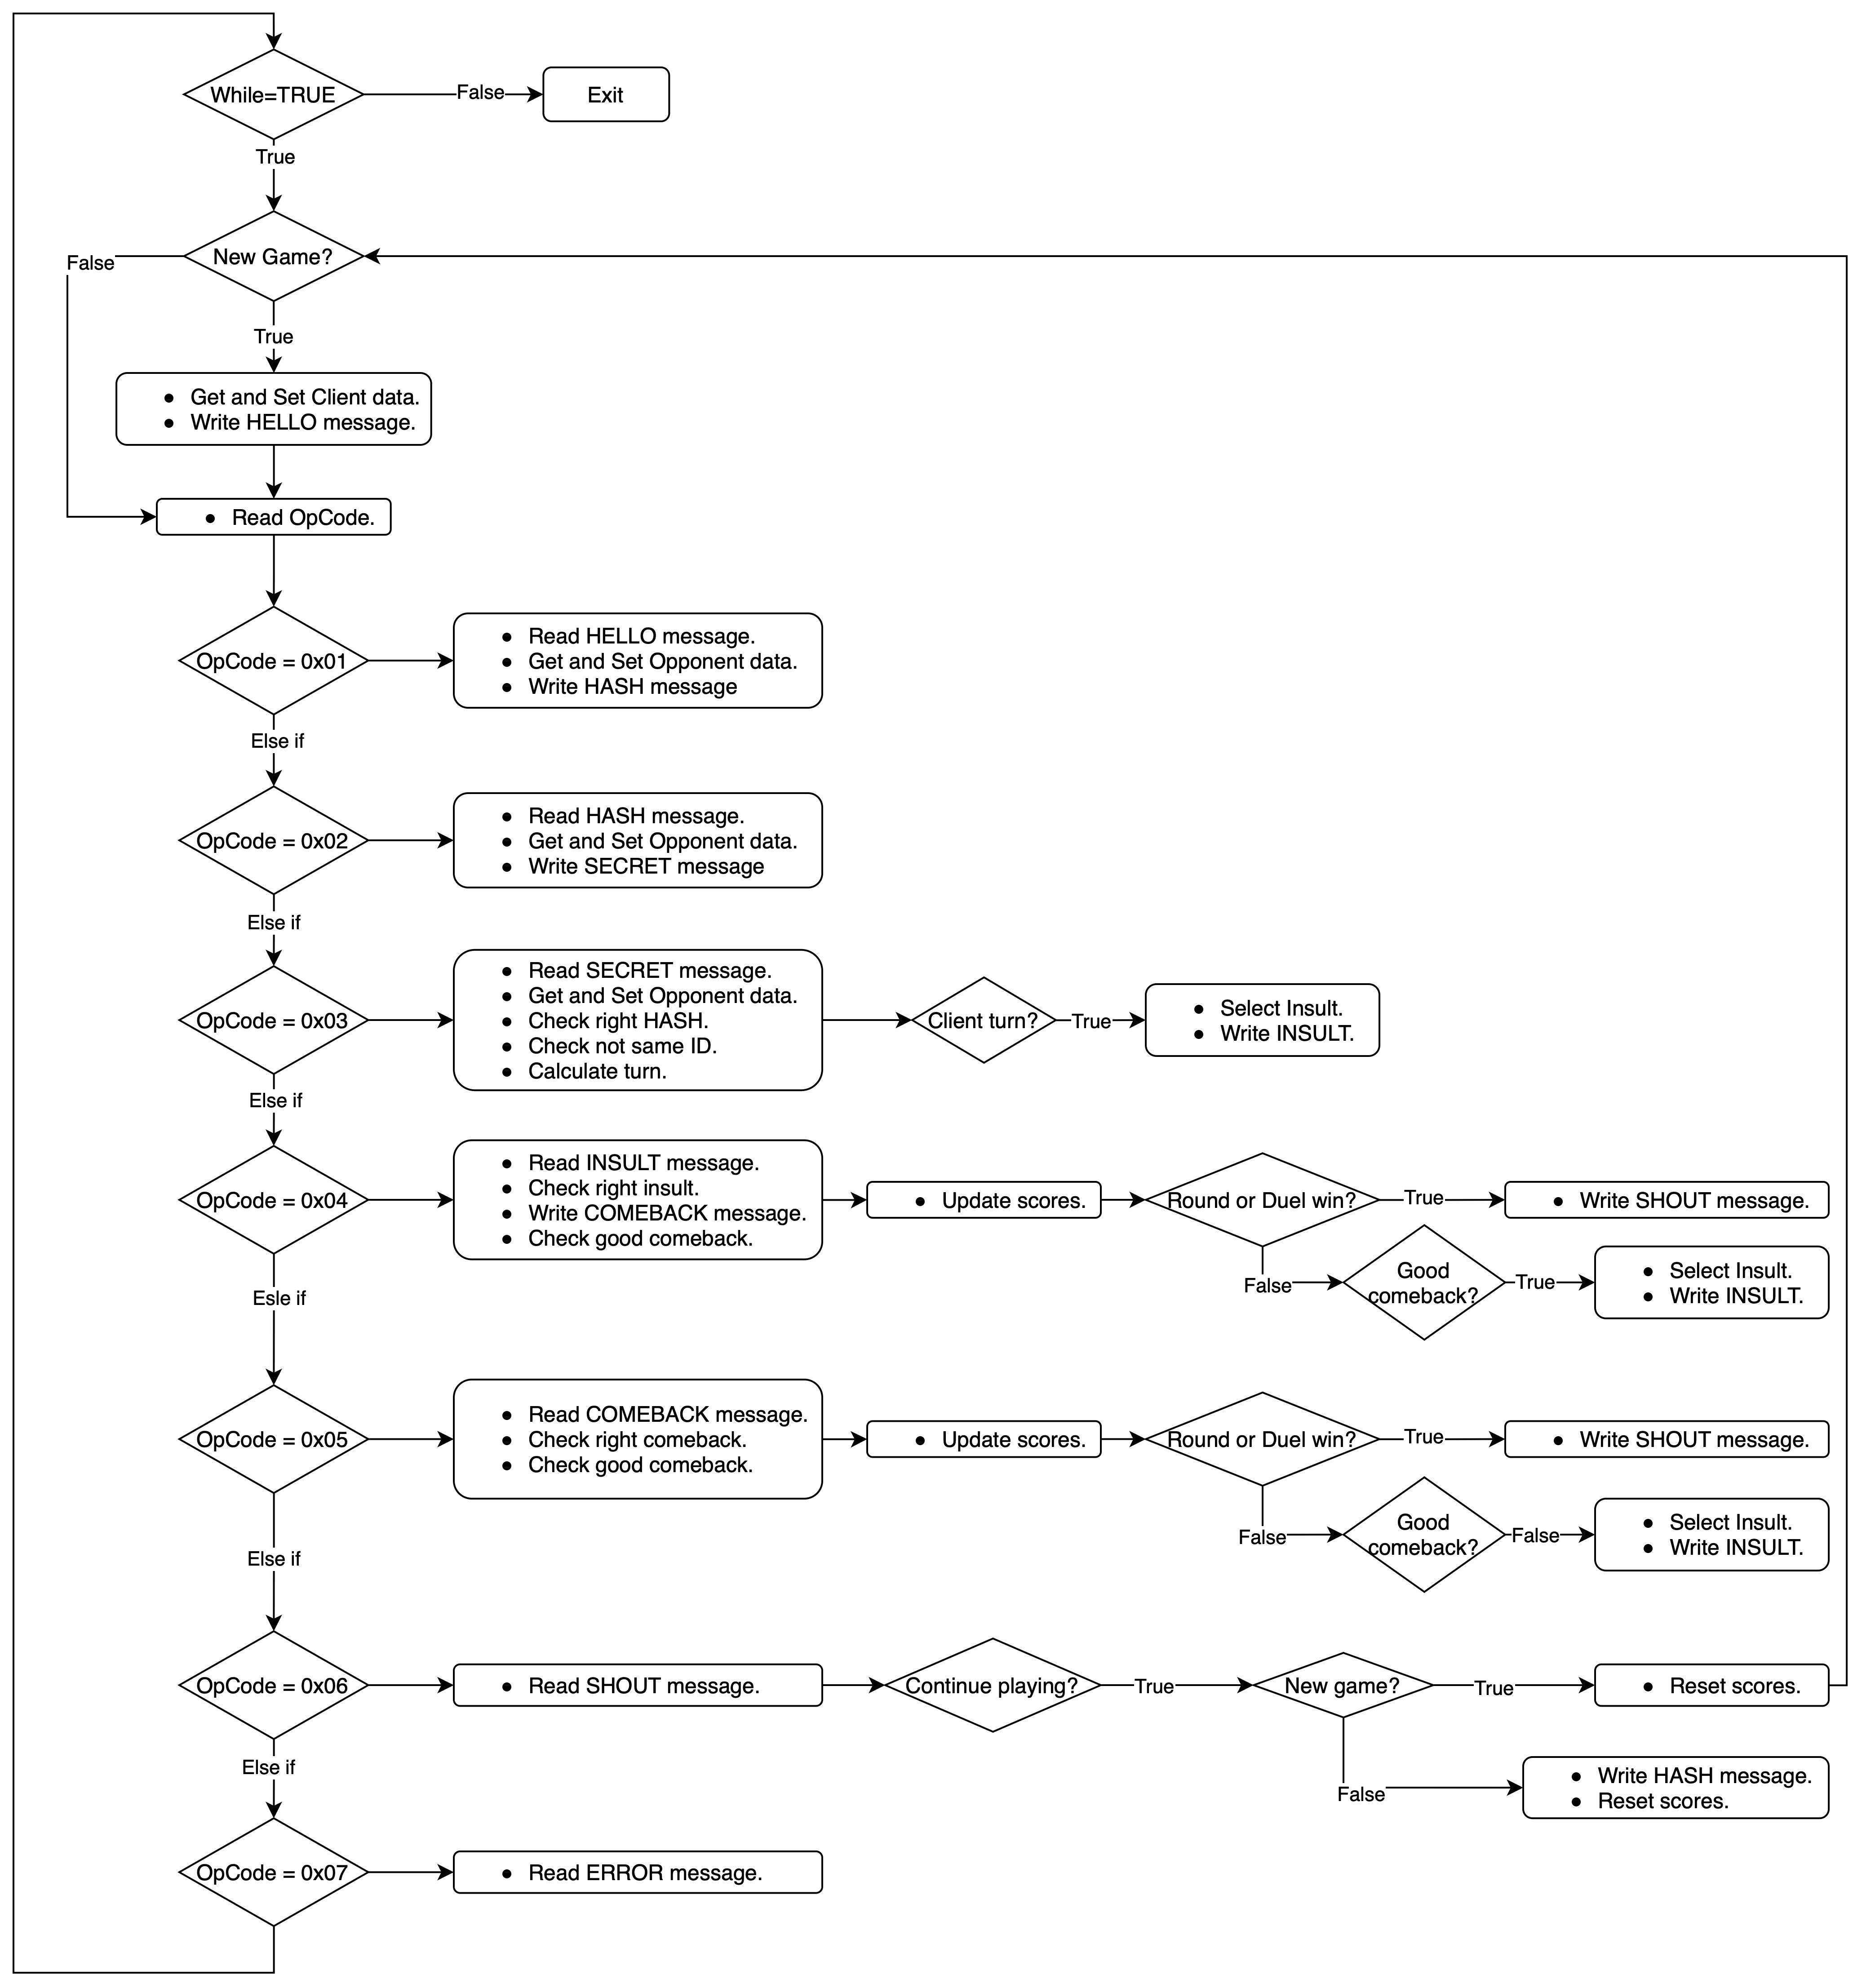 While=TRUE
False
Exit
True
New Game?
False
True
● Get and Set Client data.
● Write HELLO message.
● Read OpCode.
OpCode = 0x01
● Read HELLO message.
● Get and Set Opponent data.
● Write HASH message
Else if
OpCode = 0x02
● Read HASH message.
● Get and Set Opponent data.
● Write SECRET message
Else if
OpCode = 0x03
● Read SECRET message.
● Get and Set Opponent data.
● Check right HASH.
● Check not same ID.
● Calculate turn.
Client turn?
True
● Select Insult.
● Write INSULT.
Else if
OpCode = 0x04
● Read INSULT message.
● Check right insult.
● Write COMEBACK message.
● Check good comeback.
● Update scores.
Round or Duel win?
True
● Write SHOUT message.
False
Good
comeback?
True
● Select Insult.
● Write INSULT.
Esle if
OpCode = 0x05
● Read COMEBACK message.
● Check right comeback.
● Check good comeback.
● Update scores.
Round or Duel win?
True
● Write SHOUT message.
False
Good
comeback?
False
● Select Insult.
● Write INSULT.
Else if
OpCode = 0x06
● Read SHOUT message.
Continue playing?
True
New game?
True
● Reset scores.
False
● Write HASH message.
● Reset scores.
Else if
OpCode = 0x07
● Read ERROR message.